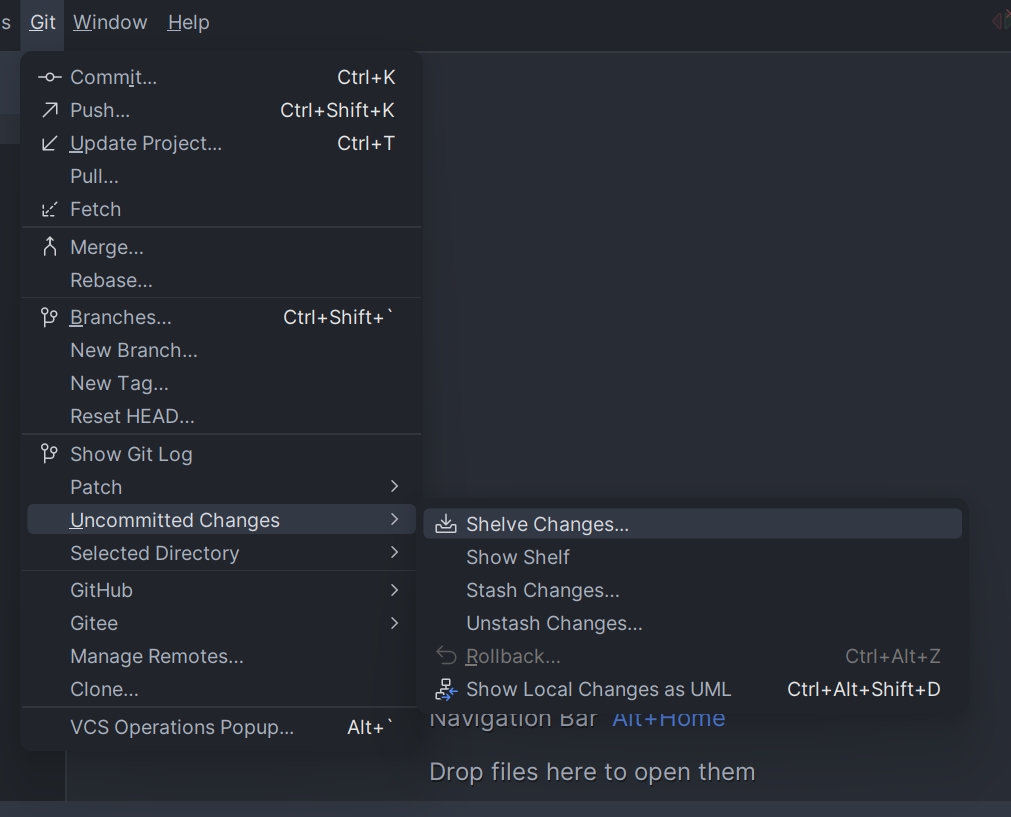 s Git Window Help
Commit... Ctrl+K
Push... Ctrl+Shift+K
Update Project... Ctrl+T
Pull...
Fetch
Merge...
Rebase...
Branches... Ctrl+Shift+`
New Branch...
New Tag...
Reset HEAD...
Show Git Log
Patch
Uncommitted Changes
Selected Directory
GitHub
Gitee
Manage Remotes...
Clone...
VCS Operations Popup... Alt+`
Shelve Changes...
Show Shelf
Stash Changes...
Unstash Changes...
Rollback... Ctrl+Alt+Z
Show Local Changes as UML Ctrl+Alt+Shift+D
Navigation Bar Alt+Home
Drop files here to open them